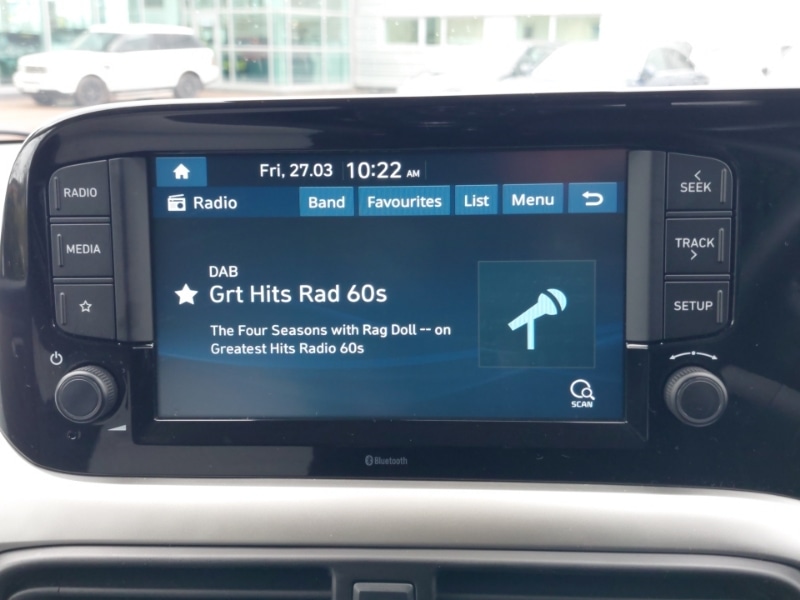 Fri, 27.03 10:22 AM
RADIO
Radio Band Favourites List Menu
SEEK
MEDIA
TRACK
DAB
Grt Hits Rad 60s
SETUP
The Four Seasons with Rag Doll -- on
Greatest Hits Radio 60s
SCAN
Bluetooth